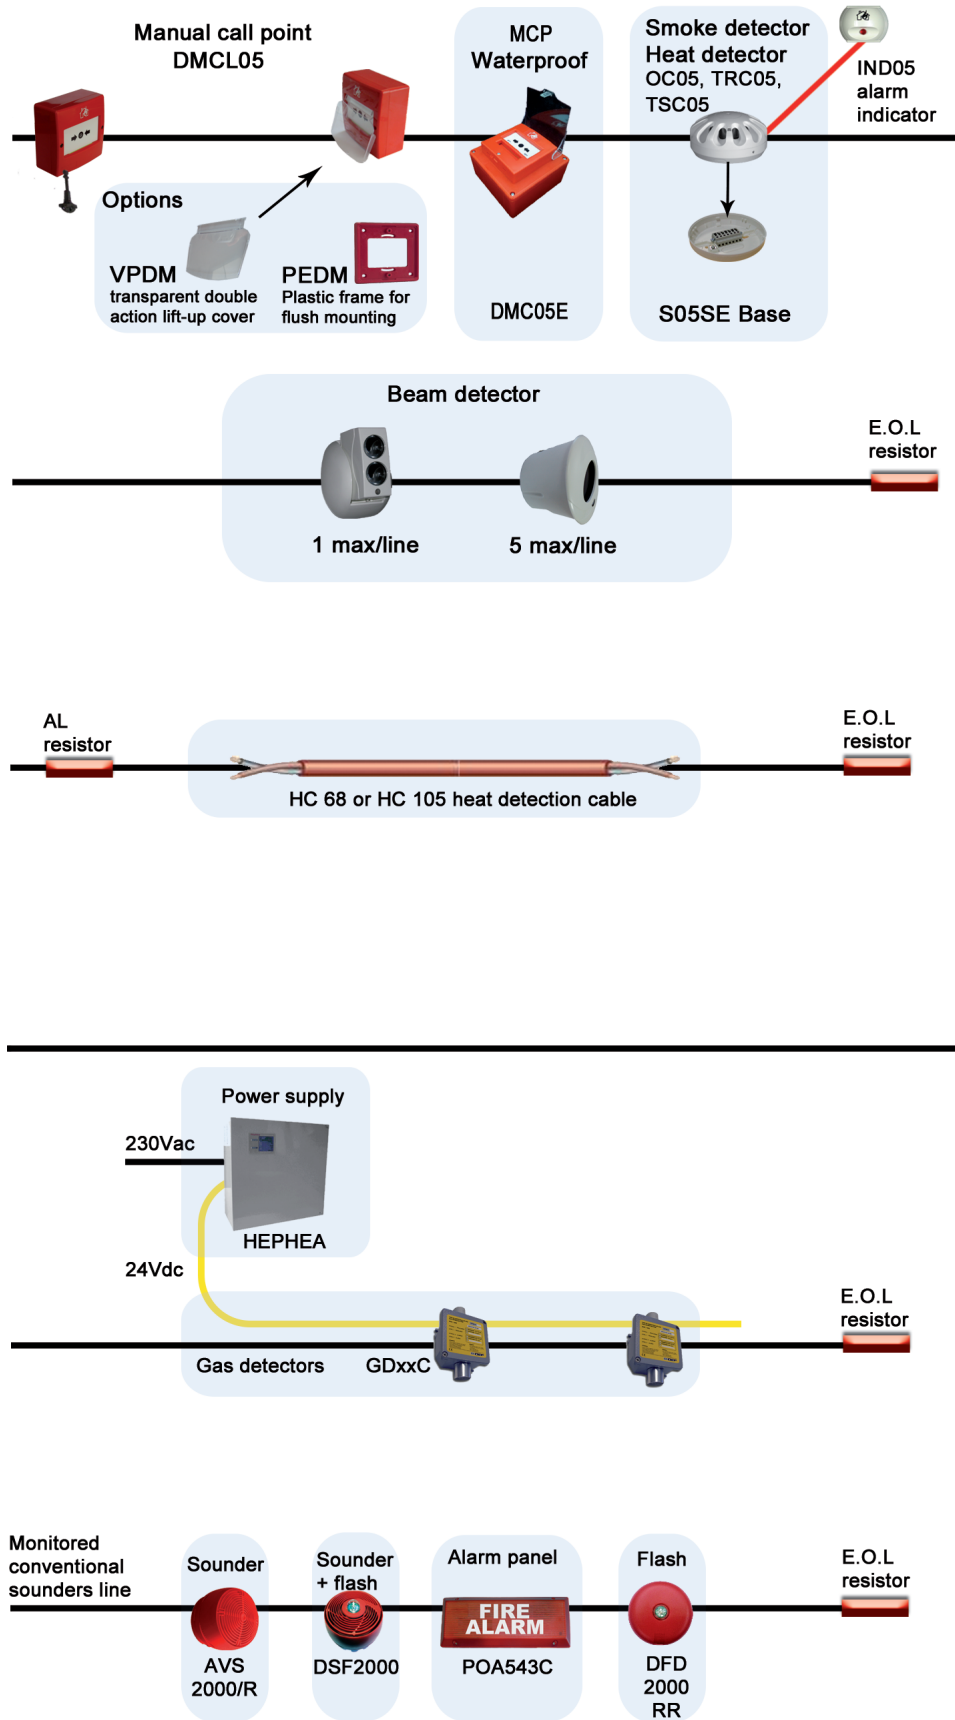 Manual call point
DMCL05
MCP
Waterproof
Smoke detector
Heat detector
OC05, TRC05,
TSC05
IND05
alarm
indicator
Options
VPDM
transparent double
action lift-up cover
PEDM
Plastic frame for
flush mounting
DMC05E
S05SE Base
Beam detector
1 max/line
5 max/line
E.O.L
resistor
AL
resistor
E.O.L
resistor
HC 68 or HC 105 heat detection cable
Power supply
230Vac
HEPHEA
24Vdc
Gas detectors
GDxxC
E.O.L
resistor
Monitored
conventional
sounders line
Sounder
AVS
2000/R
Sounder
+ flash
DSF2000
Alarm panel
FIRE
ALARM
POA543C
Flash
DFD
2000
RR
E.O.L
resistor